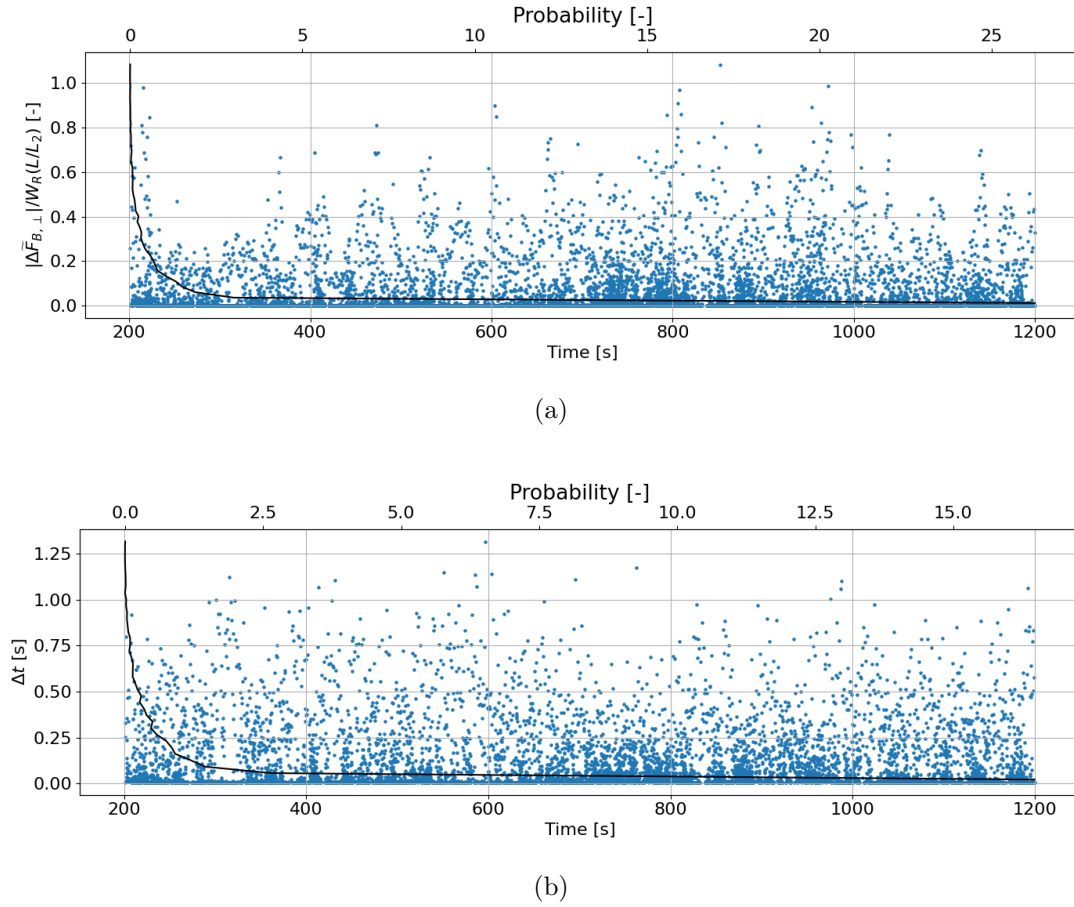 Probability [-]
0 5 10 15 20 25
1.0
0.8
0.6
0.4
0.2
0.0
|ΔF̃_{B,⊥}|/W_R(L/L_2) [-]
200 400 600 800 1000 1200
Time [s]
(a)
Probability [-]
0.0 2.5 5.0 7.5 10.0 12.5 15.0
1.25
1.00
0.75
0.50
0.25
0.00
Δt [s]
200 400 600 800 1000 1200
Time [s]
(b)